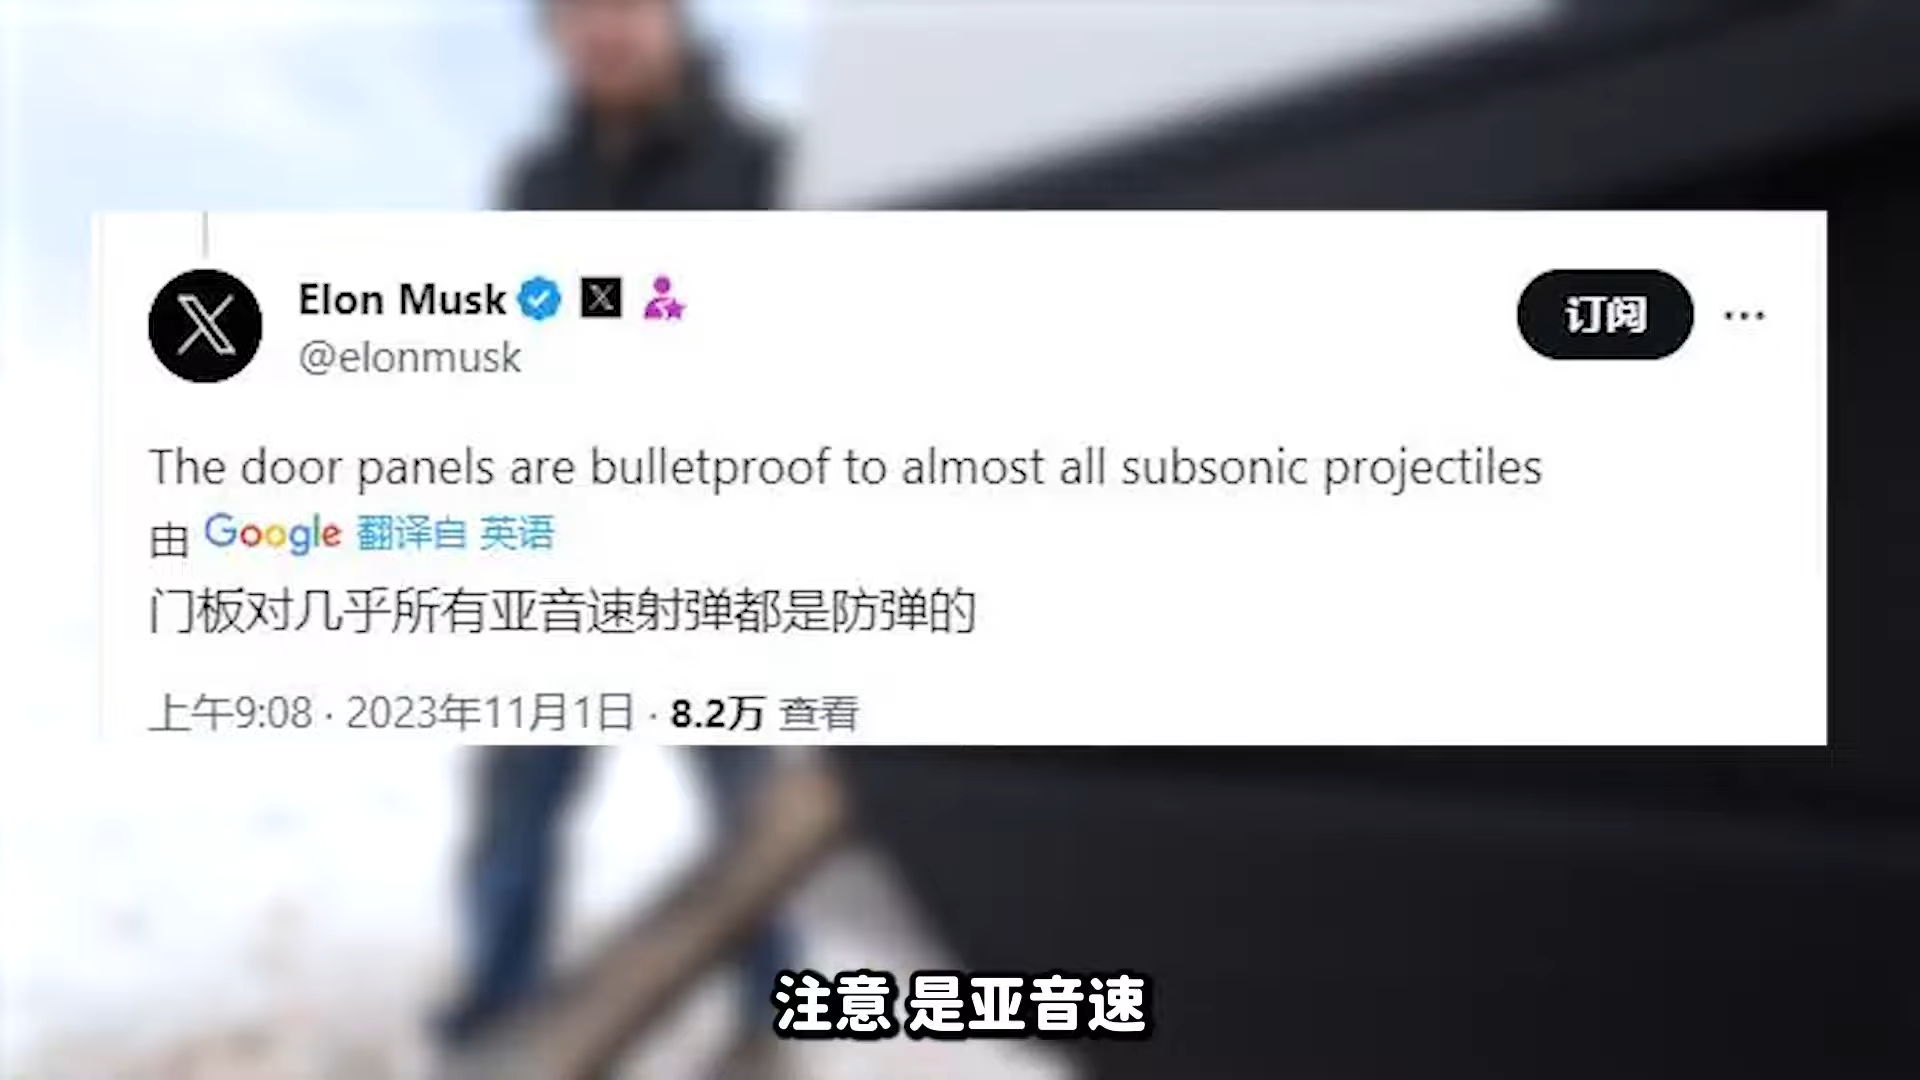 Elon Musk
@elonmusk
订阅
The door panels are bulletproof to almost all subsonic projectiles
由 Google 翻译自 英语
门板对几乎所有亚音速射弹都是防弹的
上午9:08 · 2023年11月1日 · 8.2万 查看
注意 是亚音速